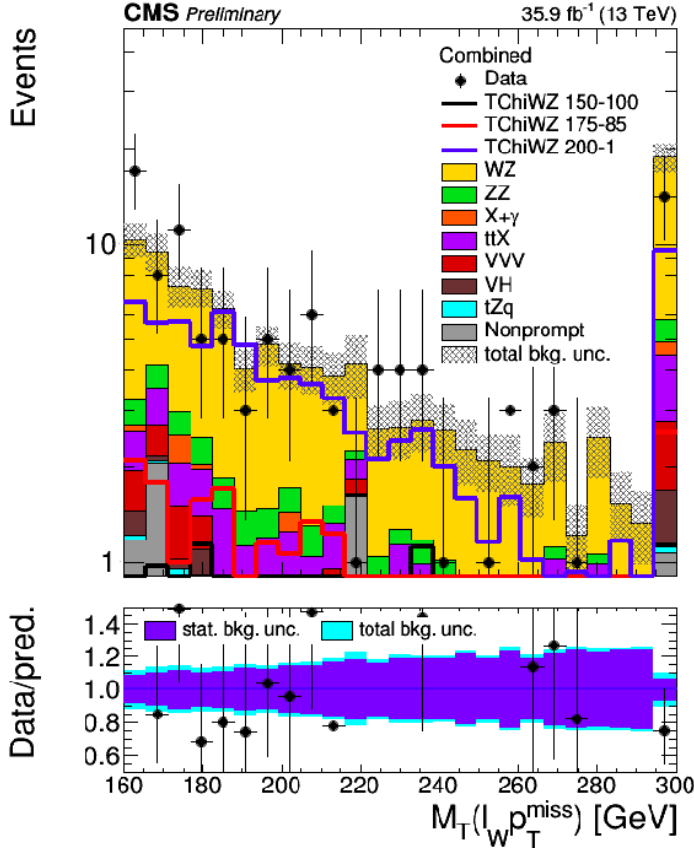 CMS Preliminary 35.9 fb⁻¹ (13 TeV)
Events
Combined
Data
TChiWZ 150-100
TChiWZ 175-85
TChiWZ 200-1
WZ
ZZ
X+γ
ttX
VVV
VH
tZq
Nonprompt
total bkg. unc.
10
1
Data/pred.
stat. bkg. unc. total bkg. unc.
1.4
1.2
1.0
0.8
0.6
160 180 200 220 240 260 280 300
M_T(l_W p_T^miss) [GeV]